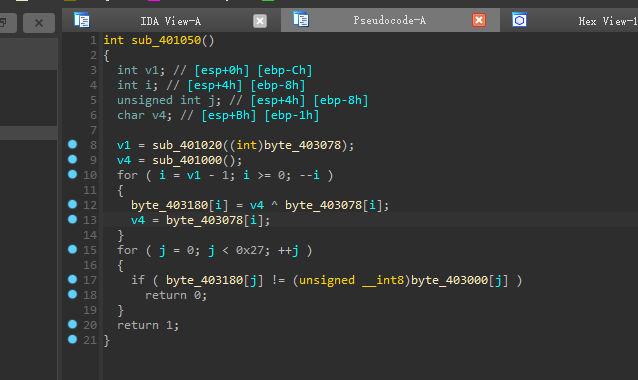 IDA View-A
Pseudocode-A
Hex View-1
1 int sub_401050()
2 {
3 int v1; // [esp+0h] [ebp-Ch]
4 int i; // [esp+4h] [ebp-8h]
5 unsigned int j; // [esp+4h] [ebp-8h]
6 char v4; // [esp+Bh] [ebp-1h]
7
8 v1 = sub_401020((int)byte_403078);
9 v4 = sub_401000();
10 for ( i = v1 - 1; i >= 0; --i )
11 {
12 byte_403180[i] = v4 ^ byte_403078[i];
13 v4 = byte_403078[i];
14 }
15 for ( j = 0; j < 0x27; ++j )
16 {
17 if ( byte_403180[j] != (unsigned __int8)byte_403000[j] )
18 return 0;
19 }
20 return 1;
21 }